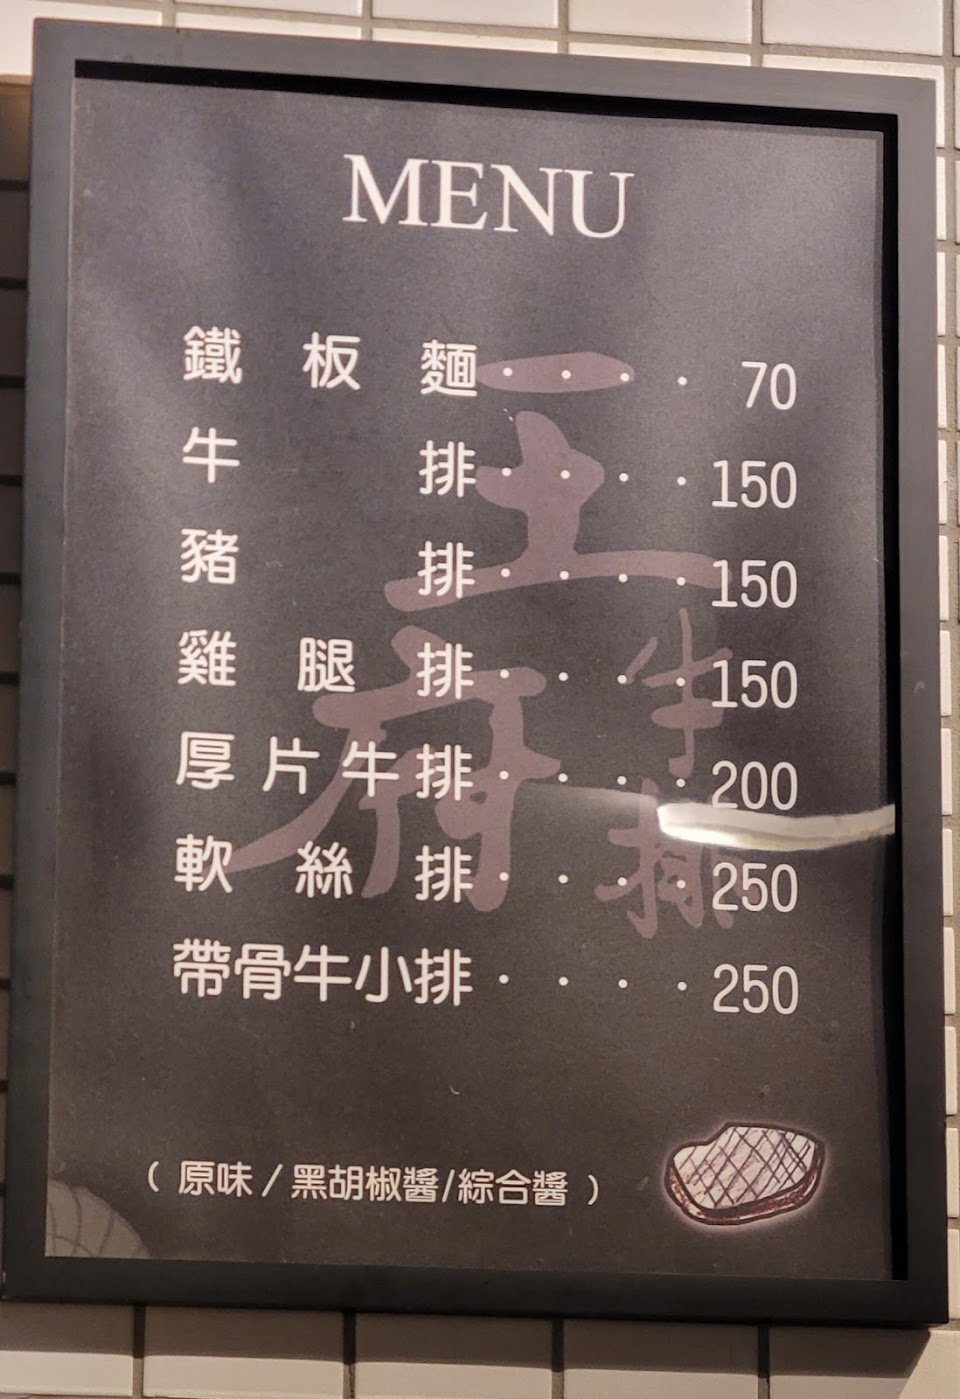 MENU
鐵板麵 · · · · 70
牛排 · · · · 150
豬排 · · · · 150
雞腿排 · · · · 150
厚片牛排 · · · · 200
軟絲排 · · · · 250
帶骨牛小排 · · · · 250
(原味/黑胡椒醬/綜合醬)
王府
牛排